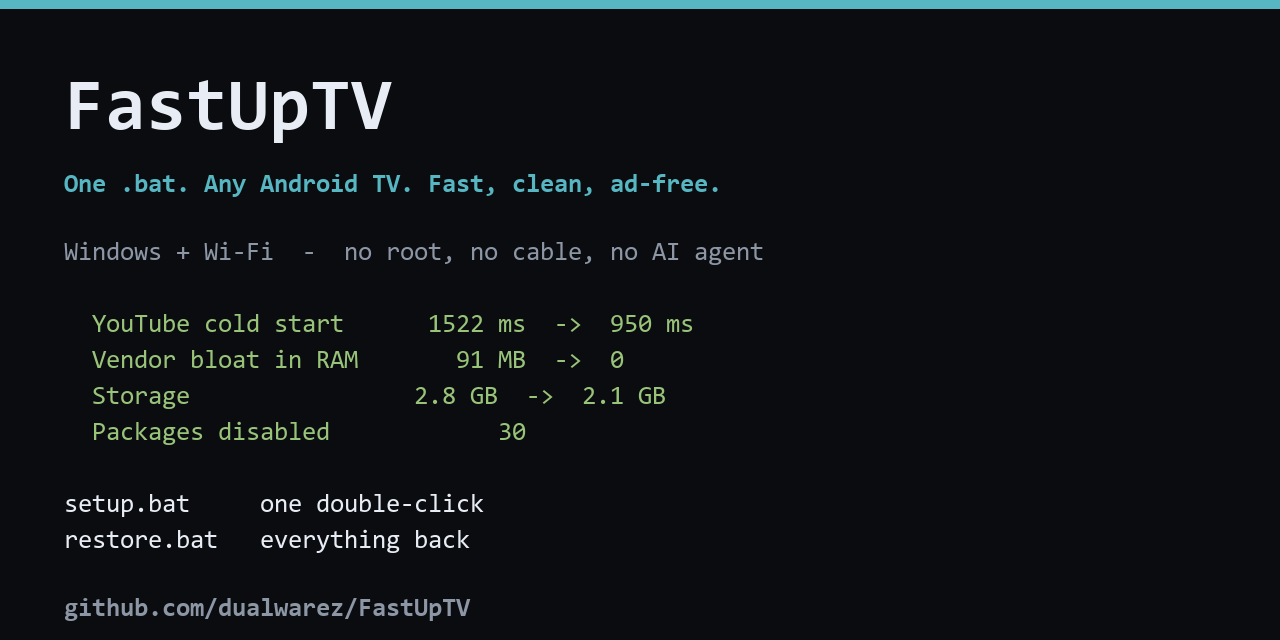 FastUpTV
One .bat. Any Android TV. Fast, clean, ad-free.
Windows + Wi-Fi - no root, no cable, no AI agent
YouTube cold start 1522 ms -> 950 ms
Vendor bloat in RAM 91 MB -> 0
Storage 2.8 GB -> 2.1 GB
Packages disabled 30
setup.bat one double-click
restore.bat everything back
github.com/dualwarez/FastUpTV